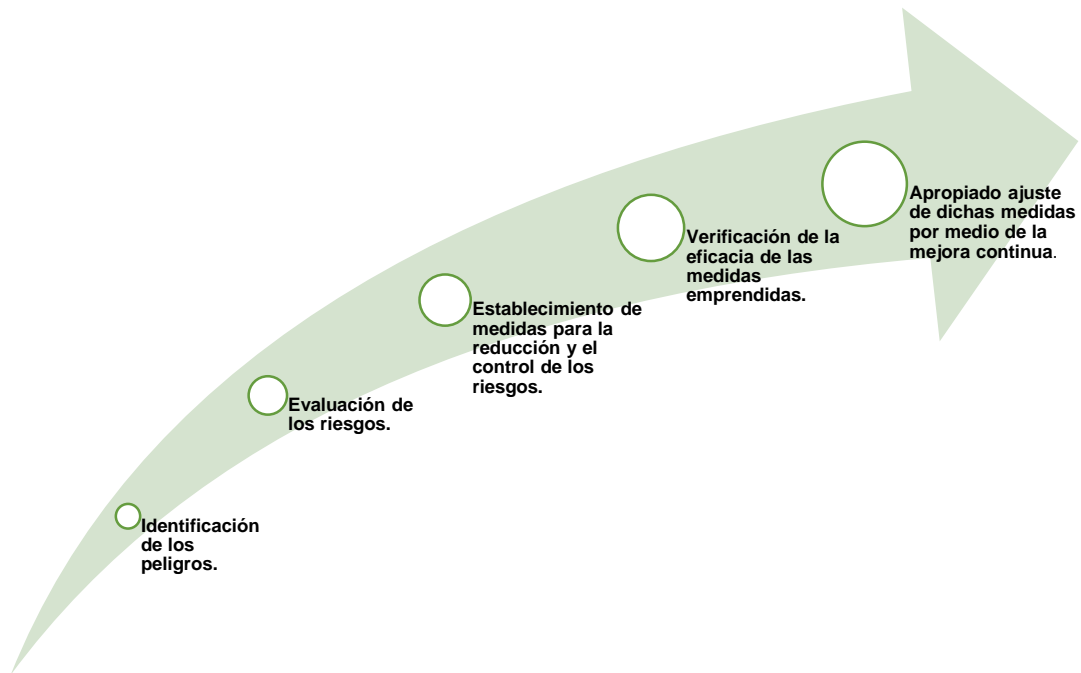 Identificación
de los
peligros.
Evaluación de
los riesgos.
Establecimiento de
medidas para la
reducción y el
control de los
riesgos.
Verificación de la
eficacia de las
medidas
emprendidas.
Apropiado ajuste
de dichas medidas
por medio de la
mejora continua.